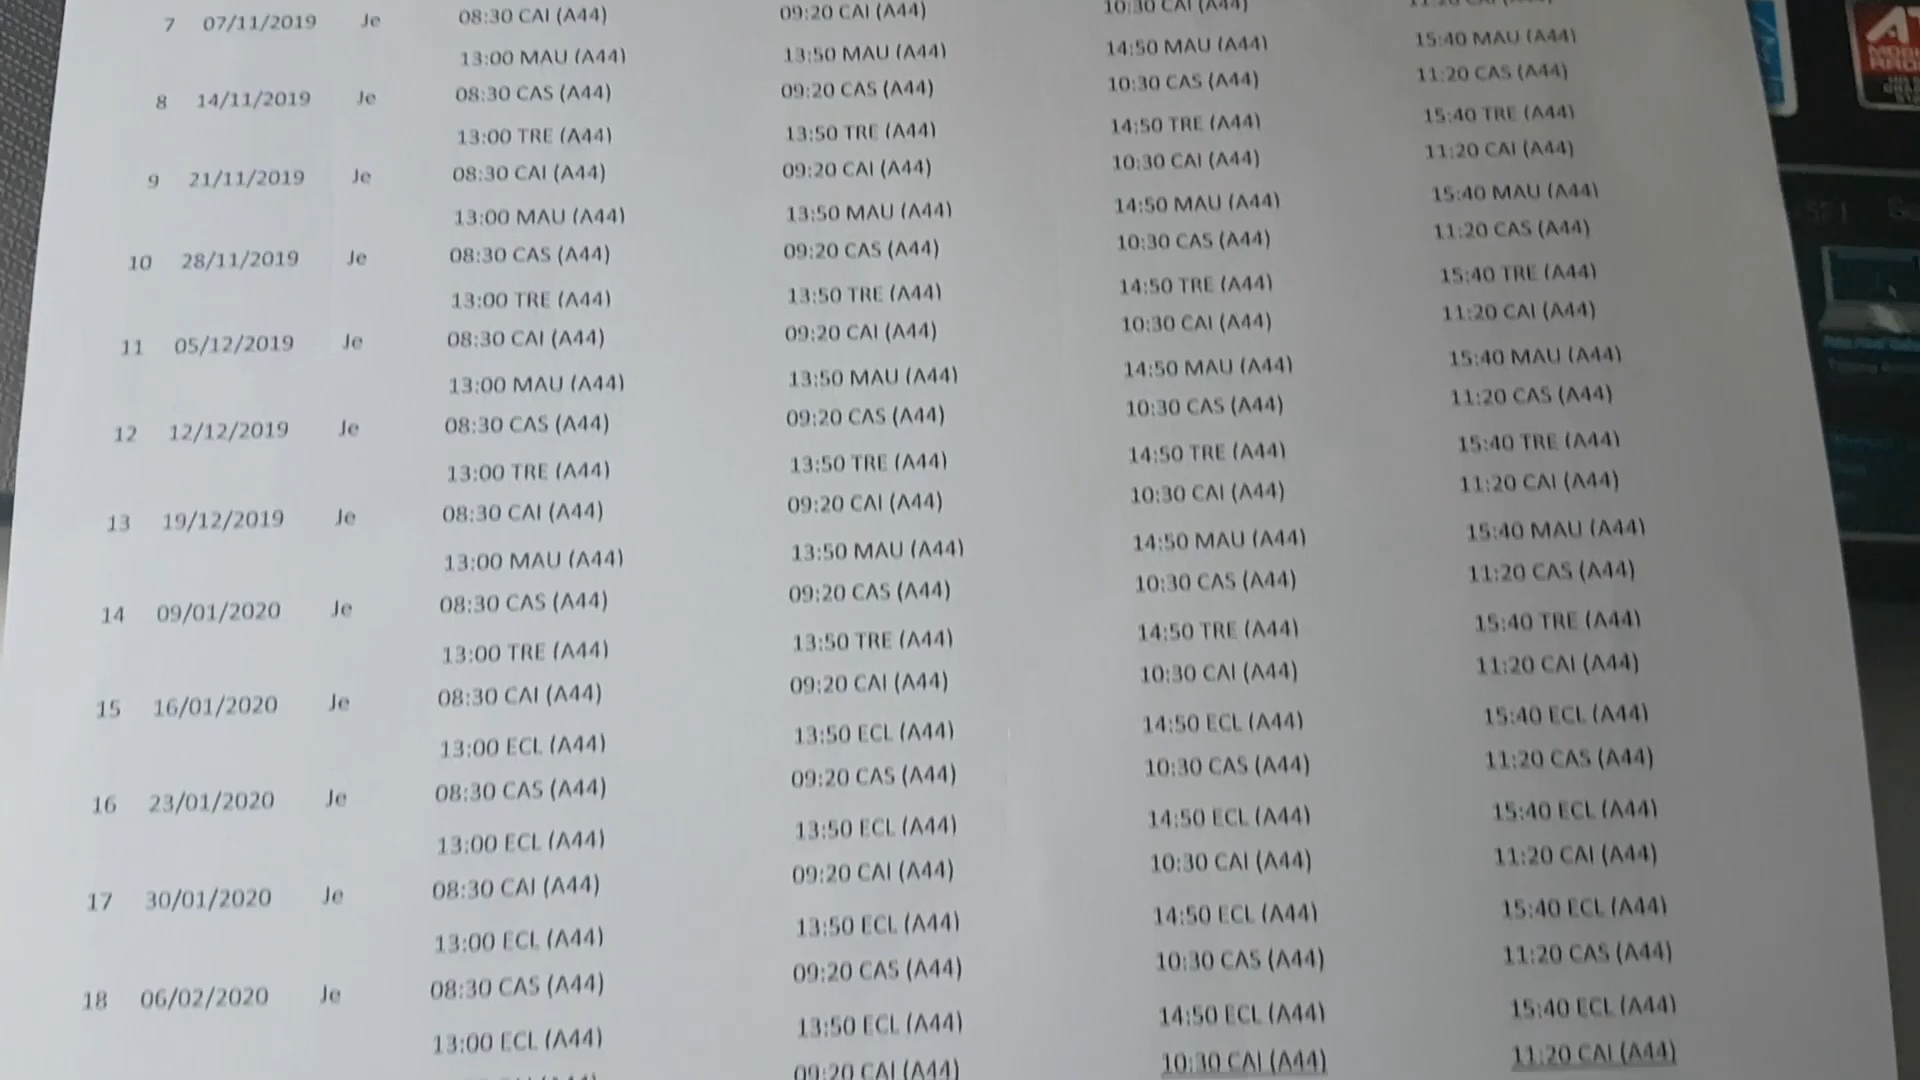 7 07/11/2019 Je 08:30 CAI (A44) 09:20 CAI (A44) 10:30 CAI (A44) 11:20 CAI (A44)
13:00 MAU (A44) 13:50 MAU (A44) 14:50 MAU (A44) 15:40 MAU (A44)
8 14/11/2019 Je 08:30 CAS (A44) 09:20 CAS (A44) 10:30 CAS (A44) 11:20 CAS (A44)
13:00 TRE (A44) 13:50 TRE (A44) 14:50 TRE (A44) 15:40 TRE (A44)
9 21/11/2019 Je 08:30 CAI (A44) 09:20 CAI (A44) 10:30 CAI (A44) 11:20 CAI (A44)
13:00 MAU (A44) 13:50 MAU (A44) 14:50 MAU (A44) 15:40 MAU (A44)
10 28/11/2019 Je 08:30 CAS (A44) 09:20 CAS (A44) 10:30 CAS (A44) 11:20 CAS (A44)
13:00 TRE (A44) 13:50 TRE (A44) 14:50 TRE (A44) 15:40 TRE (A44)
11 05/12/2019 Je 08:30 CAI (A44) 09:20 CAI (A44) 10:30 CAI (A44) 11:20 CAI (A44)
13:00 MAU (A44) 13:50 MAU (A44) 14:50 MAU (A44) 15:40 MAU (A44)
12 12/12/2019 Je 08:30 CAS (A44) 09:20 CAS (A44) 10:30 CAS (A44) 11:20 CAS (A44)
13:00 TRE (A44) 13:50 TRE (A44) 14:50 TRE (A44) 15:40 TRE (A44)
13 19/12/2019 Je 08:30 CAI (A44) 09:20 CAI (A44) 10:30 CAI (A44) 11:20 CAI (A44)
13:00 MAU (A44) 13:50 MAU (A44) 14:50 MAU (A44) 15:40 MAU (A44)
14 09/01/2020 Je 08:30 CAS (A44) 09:20 CAS (A44) 10:30 CAS (A44) 11:20 CAS (A44)
13:00 TRE (A44) 13:50 TRE (A44) 14:50 TRE (A44) 15:40 TRE (A44)
15 16/01/2020 Je 08:30 CAI (A44) 09:20 CAI (A44) 10:30 CAI (A44) 11:20 CAI (A44)
13:00 ECL (A44) 13:50 ECL (A44) 14:50 ECL (A44) 15:40 ECL (A44)
16 23/01/2020 Je 08:30 CAS (A44) 09:20 CAS (A44) 10:30 CAS (A44) 11:20 CAS (A44)
13:00 ECL (A44) 13:50 ECL (A44) 14:50 ECL (A44) 15:40 ECL (A44)
17 30/01/2020 Je 08:30 CAI (A44) 09:20 CAI (A44) 10:30 CAI (A44) 11:20 CAI (A44)
13:00 ECL (A44) 13:50 ECL (A44) 14:50 ECL (A44) 15:40 ECL (A44)
18 06/02/2020 Je 08:30 CAS (A44) 09:20 CAS (A44) 10:30 CAS (A44) 11:20 CAS (A44)
13:00 ECL (A44) 13:50 ECL (A44) 14:50 ECL (A44) 15:40 ECL (A44)
09:20 CAI (A44) 10:30 CAI (A44) 11:20 CAI (A44)